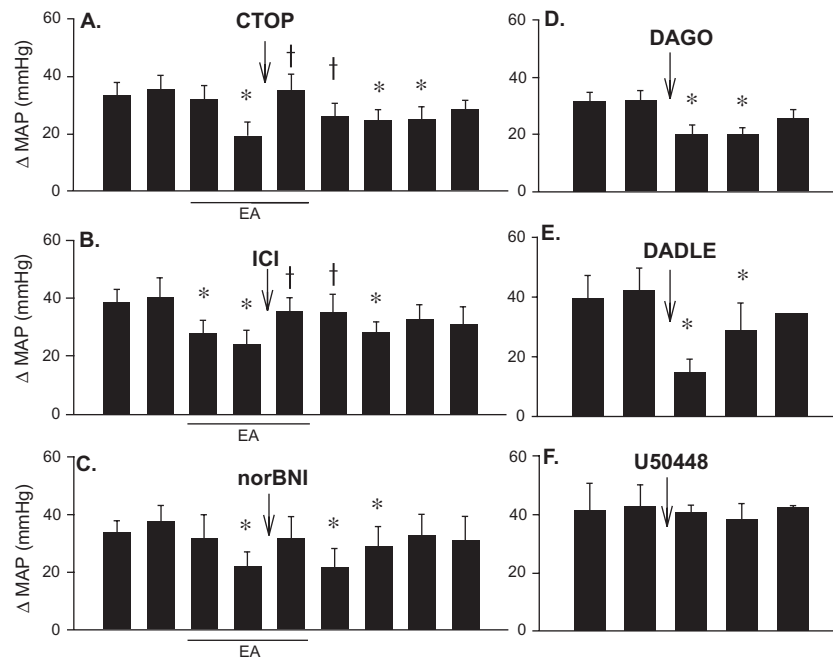 A.
CTOP
Δ MAP (mmHg)
60
40
20
0
*
†
†
*
*
EA
B.
ICI
Δ MAP (mmHg)
60
40
20
0
*
*
†
†
*
EA
C.
norBNI
Δ MAP (mmHg)
60
40
20
0
*
*
*
EA
D.
DAGO
60
40
20
0
*
*
E.
DADLE
60
40
20
0
*
*
F.
U50448
60
40
20
0